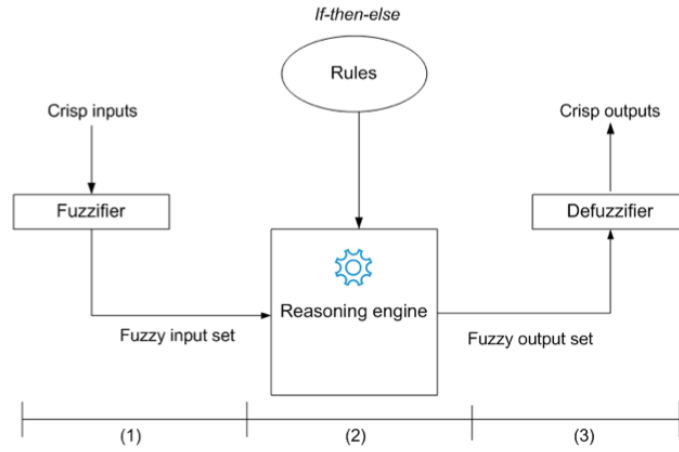 If-then-else
Rules
Crisp inputs
Crisp outputs
Fuzzifier
Defuzzifier
Reasoning engine
Fuzzy input set
Fuzzy output set
(1)
(2)
(3)